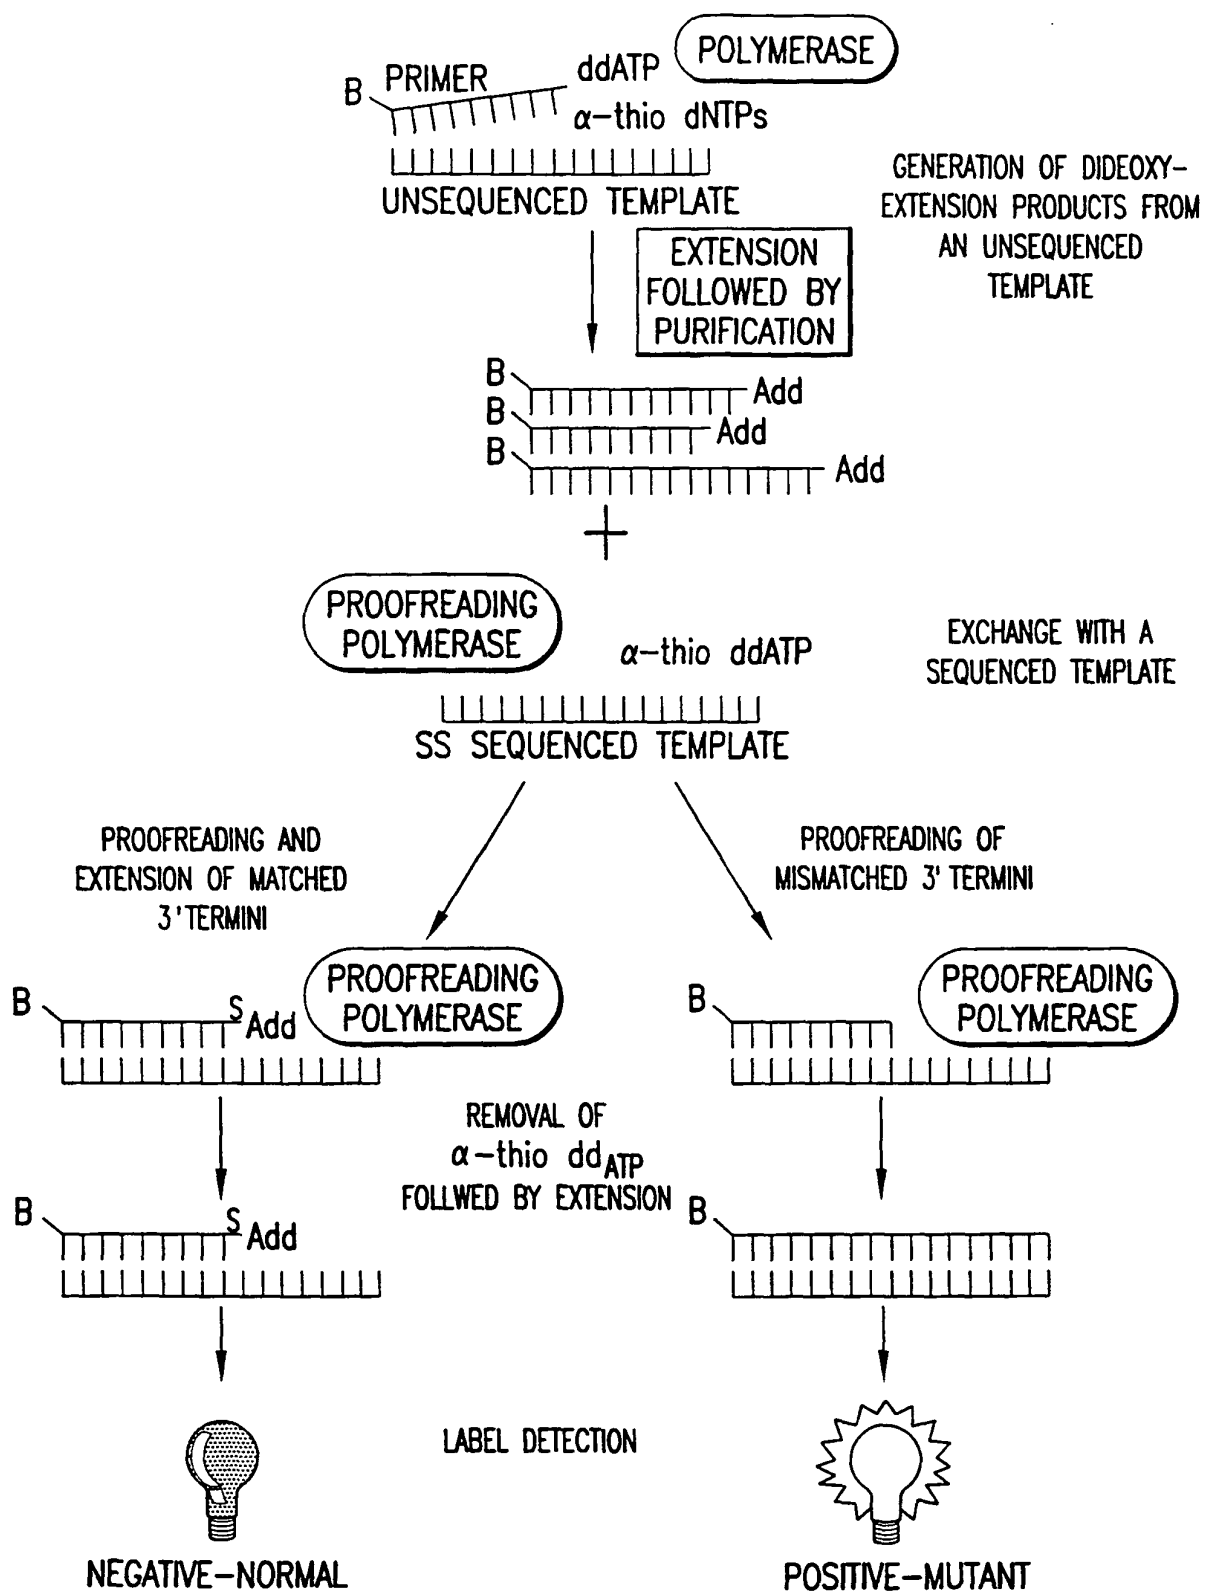 POLYMERASE
B PRIMER ddATP
α-thio dNTPs
UNSEQUENCED TEMPLATE
GENERATION OF DIDEOXY-
EXTENSION PRODUCTS FROM
AN UNSEQUENCED
TEMPLATE
EXTENSION
FOLLOWED BY
PURIFICATION
B Add
B Add
B Add
+
PROOFREADING
POLYMERASE
α-thio ddATP
SS SEQUENCED TEMPLATE
EXCHANGE WITH A
SEQUENCED TEMPLATE
PROOFREADING AND
EXTENSION OF MATCHED
3'TERMINI
PROOFREADING OF
MISMATCHED 3'TERMINI
B S Add
PROOFREADING
POLYMERASE
B
PROOFREADING
POLYMERASE
REMOVAL OF
α-thio ddATP
FOLLWED BY EXTENSION
B S Add
B
LABEL DETECTION
NEGATIVE-NORMAL
POSITIVE-MUTANT